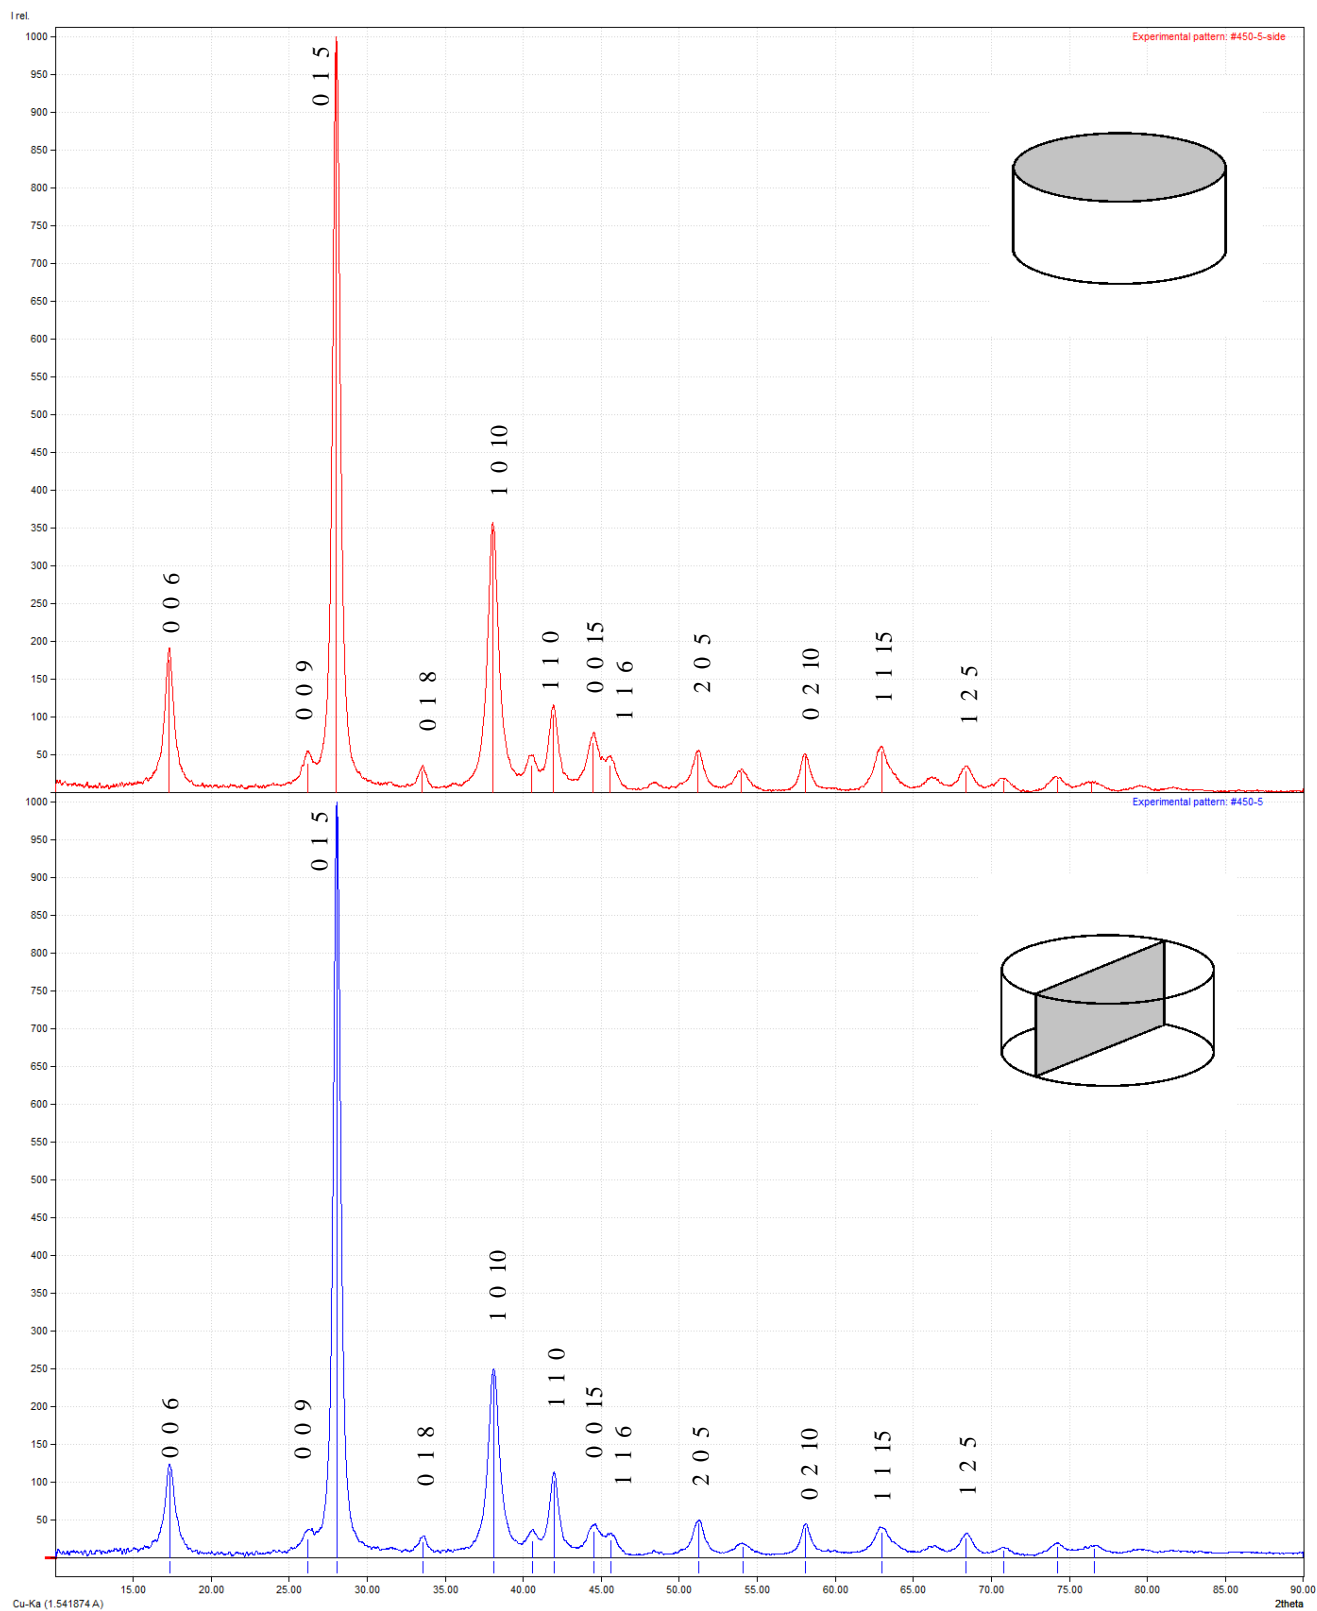 I rel.
Experimental pattern: #450-5-side
1000
950
900
850
800
750
700
650
600
550
500
450
400
350
300
250
200
150
100
50
0 0 6
0 0 9
0 1 5
0 1 8
1 0 10
1 1 0
0 0 15
1 1 6
2 0 5
0 2 10
1 1 15
1 2 5
Experimental pattern: #450-5
1000
950
900
850
800
750
700
650
600
550
500
450
400
350
300
250
200
150
100
50
0 0 6
0 0 9
0 1 5
0 1 8
1 0 10
1 1 0
0 0 15
1 1 6
2 0 5
0 2 10
1 1 15
1 2 5
15.00 20.00 25.00 30.00 35.00 40.00 45.00 50.00 55.00 60.00 65.00 70.00 75.00 80.00 85.00 90.00
Cu-Ka (1.541874 A) 2theta